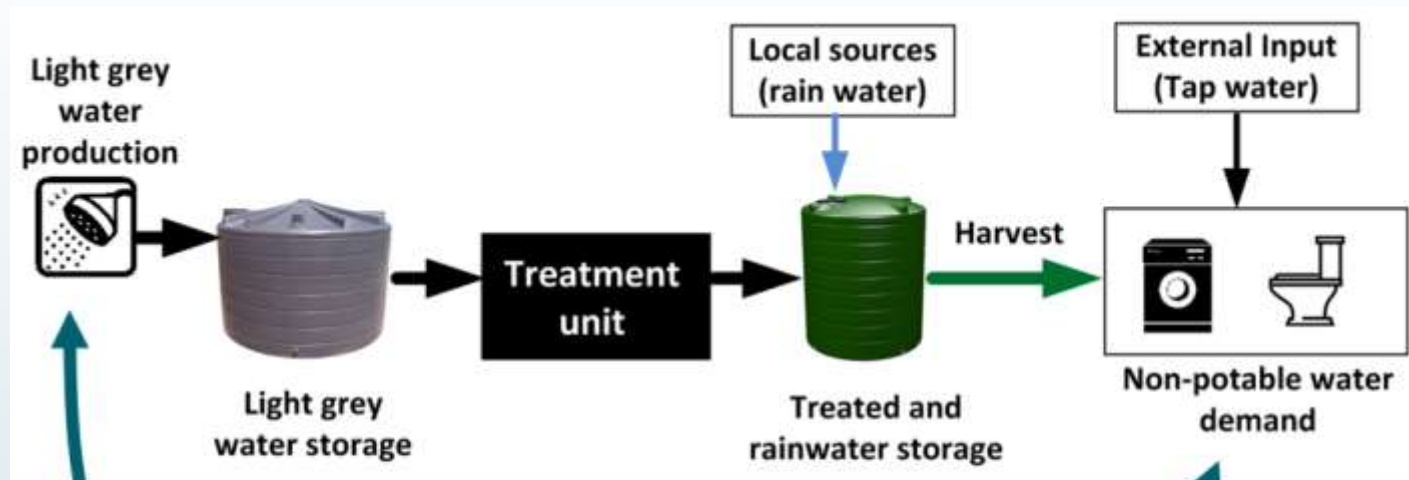 Light grey
water
production
Light grey
water storage
Treatment
unit
Local sources
(rain water)
Treated and
rainwater storage
Harvest
External Input
(Tap water)
Non-potable water
demand